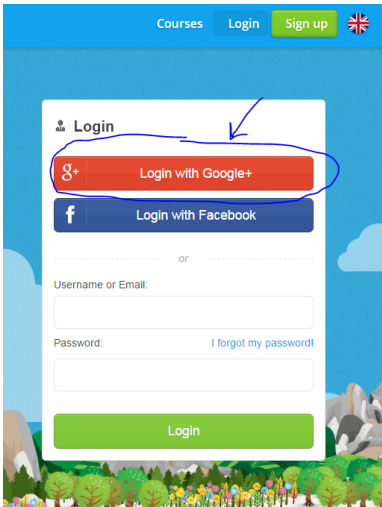 Courses Login Sign up
Login
g+ Login with Google+
f Login with Facebook
or
Username or Email:
Password: I forgot my password!
Login